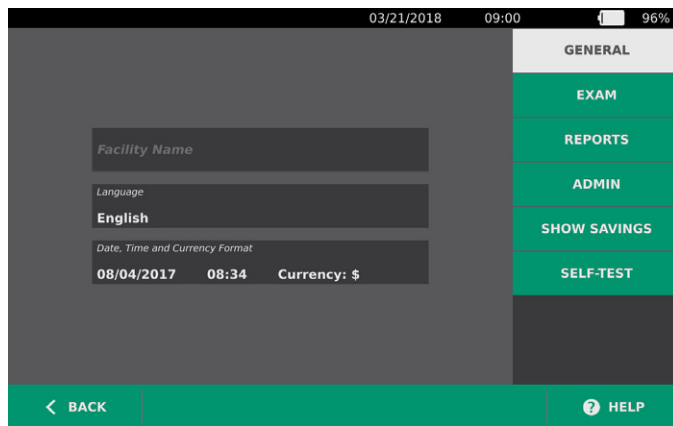 03/21/2018 09:00 96%
GENERAL
EXAM
REPORTS
ADMIN
SHOW SAVINGS
SELF-TEST
Facility Name
Language
English
Date, Time and Currency Format
08/04/2017 08:34 Currency: $
BACK
? HELP